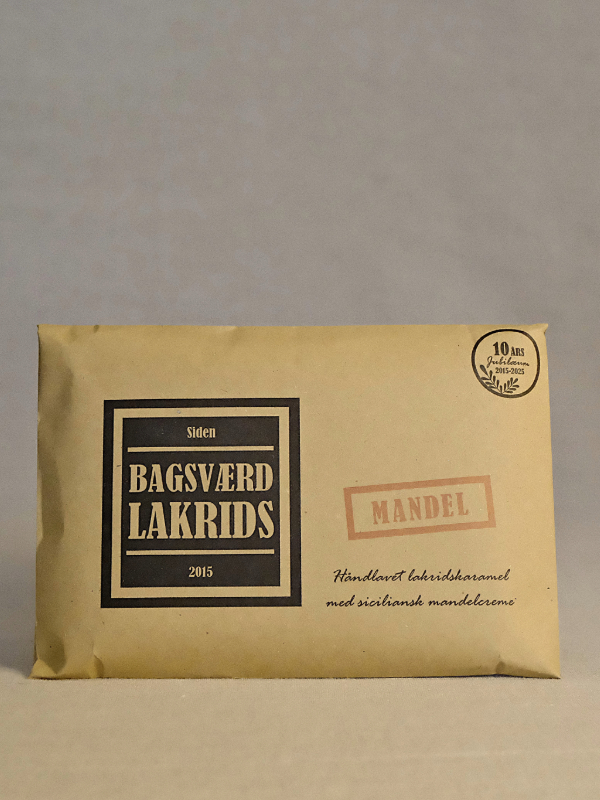 10 ÅRS
Jubilæum
2015-2025
Siden
BAGSVÆRD
LAKRIDS
2015
MANDEL
Håndlavet lakridskaramel
med siciliansk mandelcreme